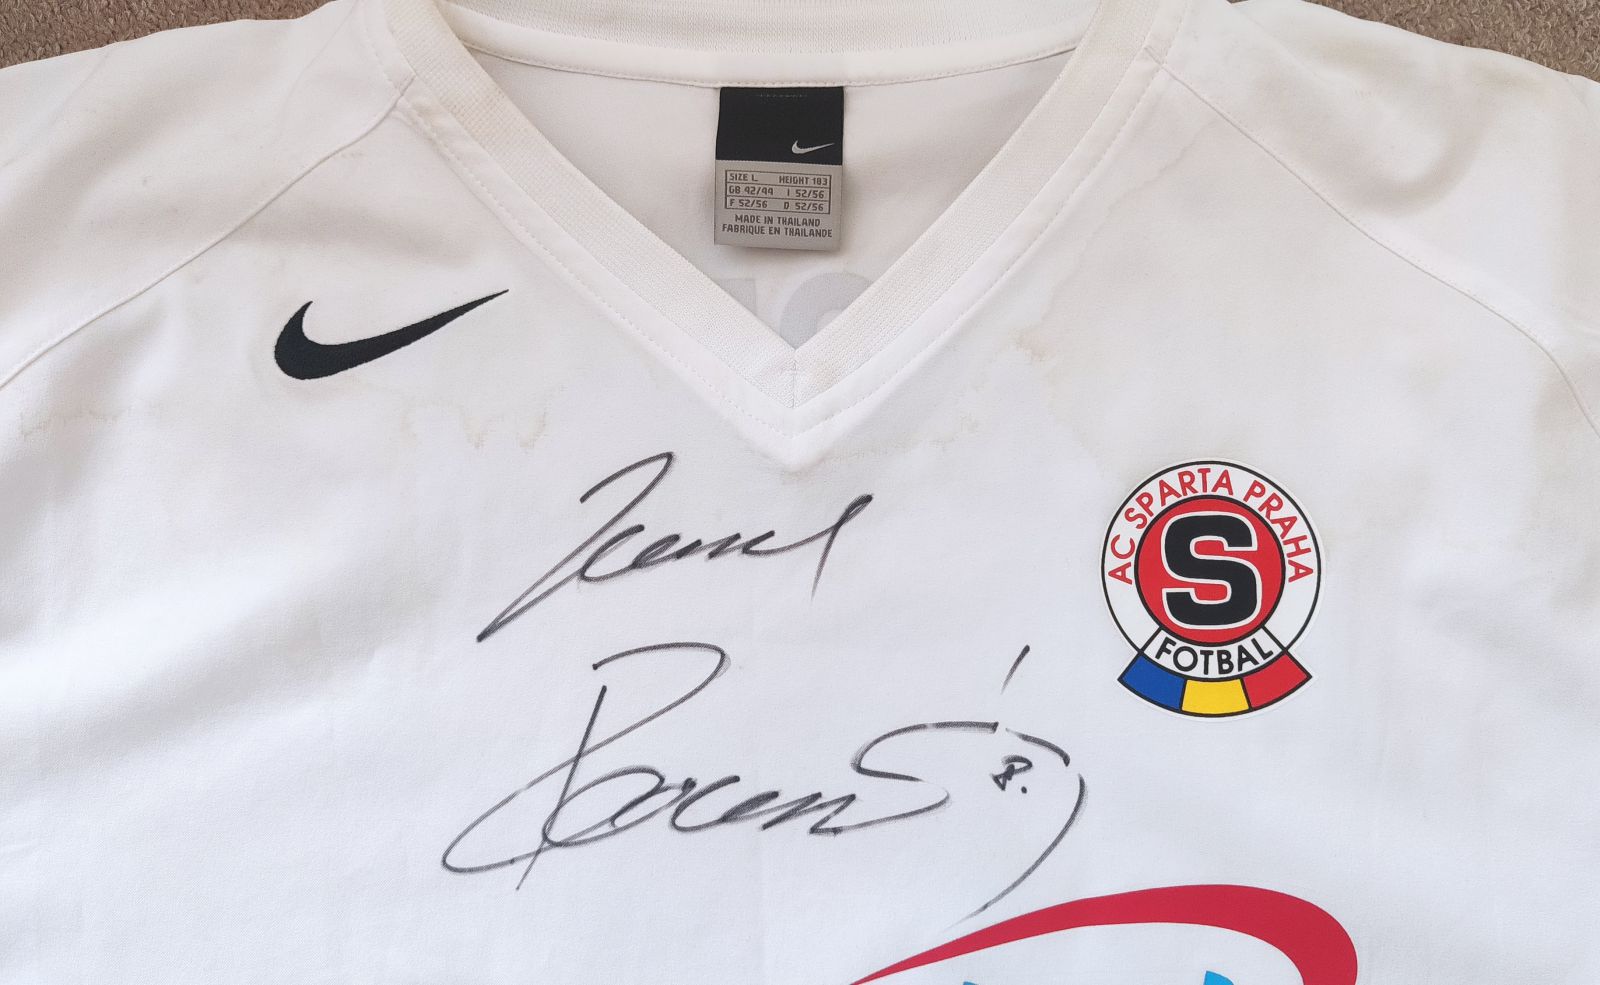 SIZE L HEIGHT 183
GB 42/44 I 52/56
F 52/56 D 52/56
MADE IN THAILAND
FABRIQUE EN THAILANDE
AC SPARTA PRAHA
S
FOTBAL
8.